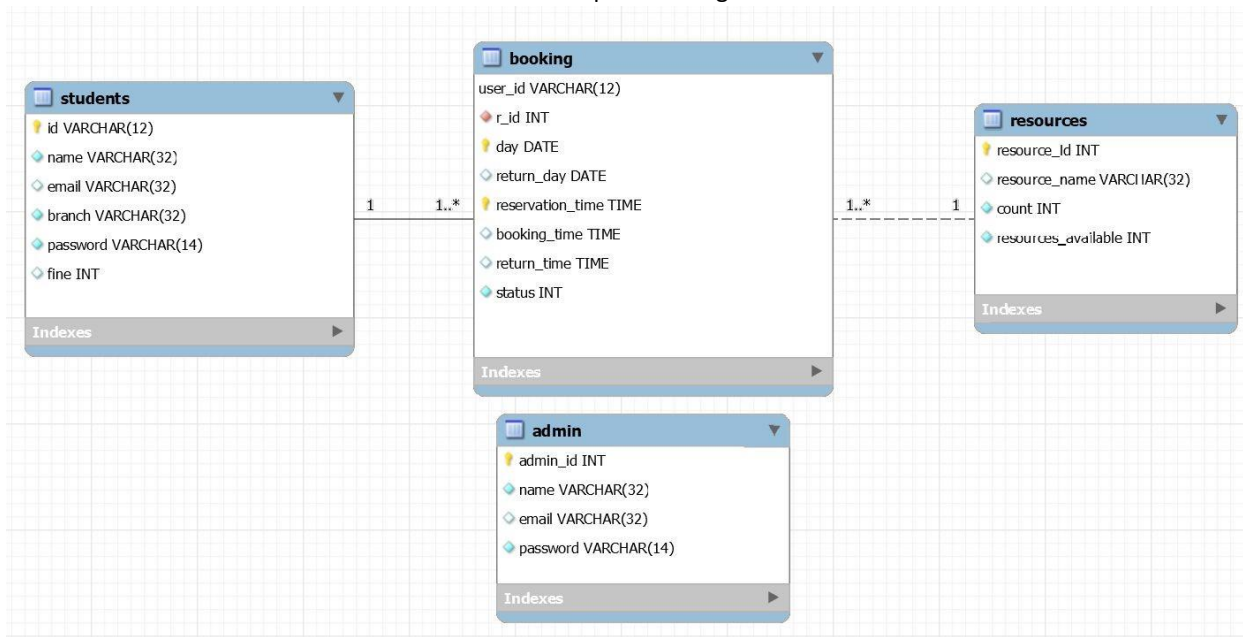 students
id VARCHAR(12)
name VARCHAR(32)
email VARCHAR(32)
branch VARCHAR(32)
password VARCHAR(14)
fine INT
Indexes
1
1..*
booking
user_id VARCHAR(12)
r_id INT
day DATE
return_day DATE
reservation_time TIME
booking_time TIME
return_time TIME
status INT
Indexes
1..*
1
resources
resource_Id INT
resource_name VARCHAR(32)
count INT
resources_available INT
Indexes
admin
admin_id INT
name VARCHAR(32)
email VARCHAR(32)
password VARCHAR(14)
Indexes